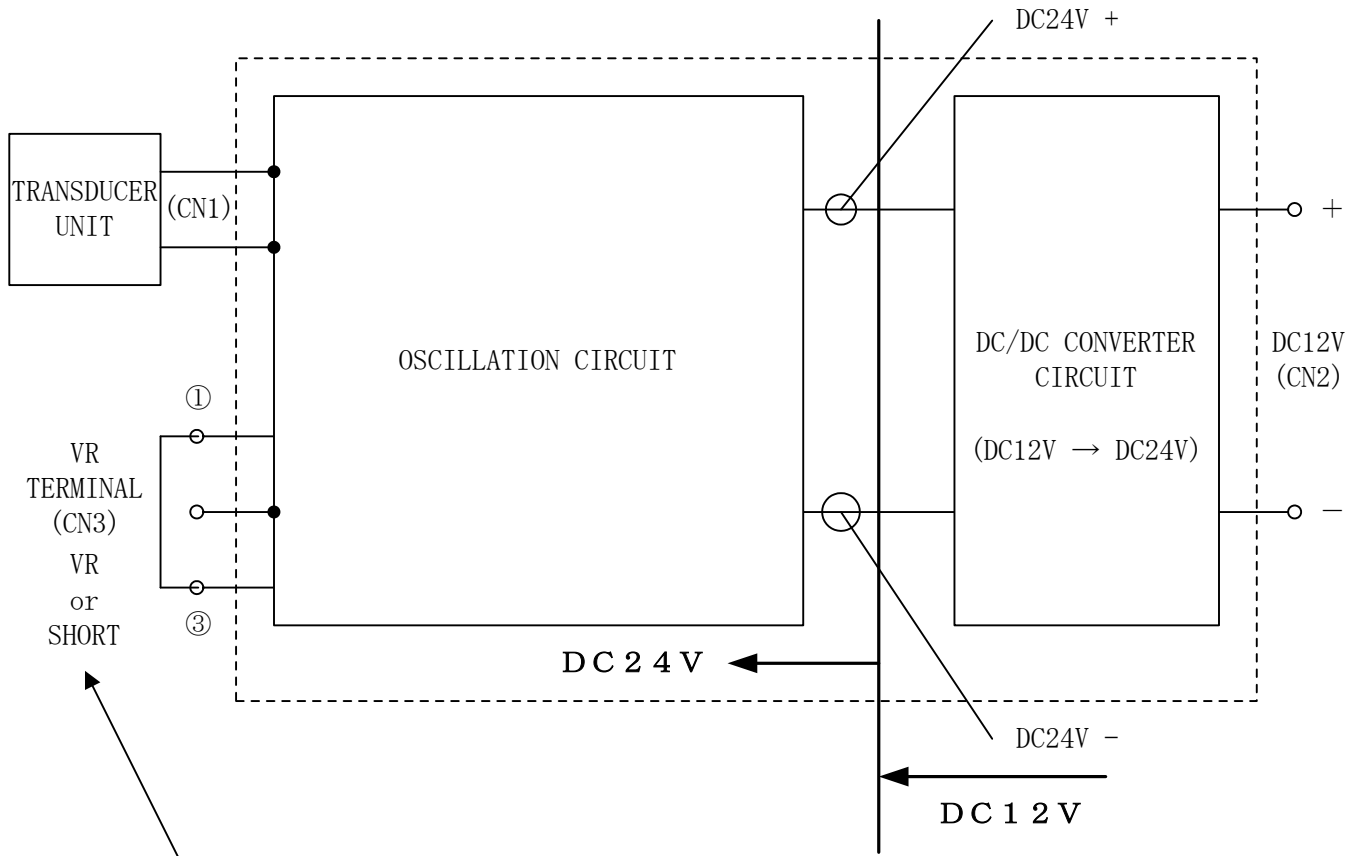 DC24V +
TRANSDUCER
UNIT
(CN1)
+
OSCILLATION CIRCUIT
DC/DC CONVERTER
CIRCUIT
(DC12V → DC24V)
DC12V
(CN2)
①
VR
TERMINAL
(CN3)
VR
or
SHORT
③
−
DC24V
DC24V -
DC12V